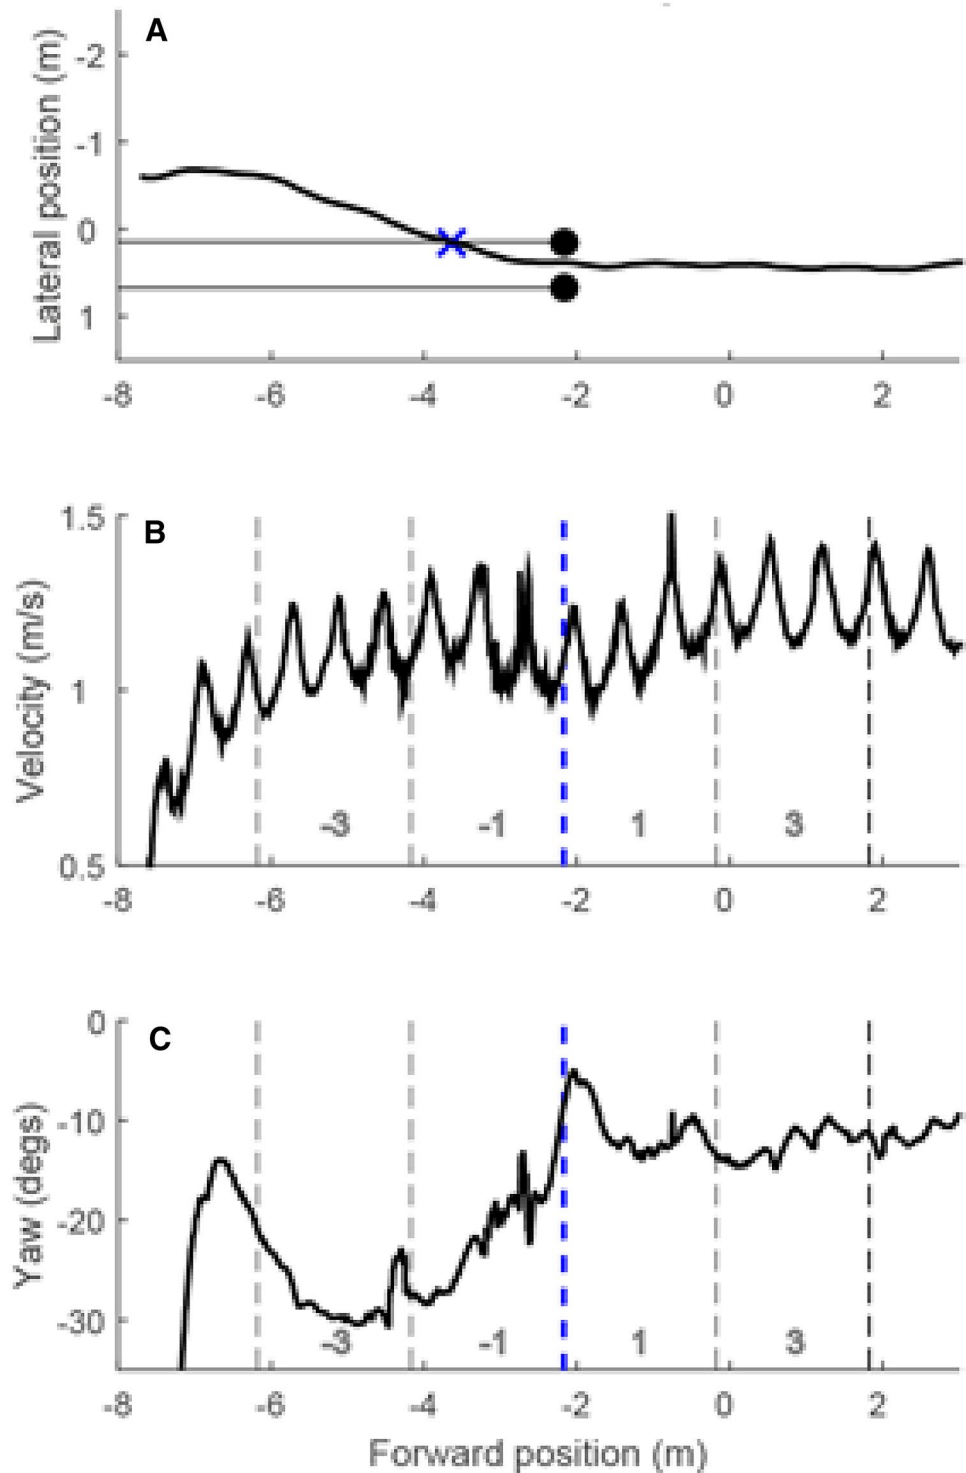 A
Lateral position (m)
-2
-1
0
1
-8 -6 -4 -2 0 2
B
Velocity (m/s)
1.5
1
0.5
-3 -1 1 3
-8 -6 -4 -2 0 2
C
Yaw (degs)
0
-10
-20
-30
-3 -1 1 3
-8 -6 -4 -2 0 2
Forward position (m)